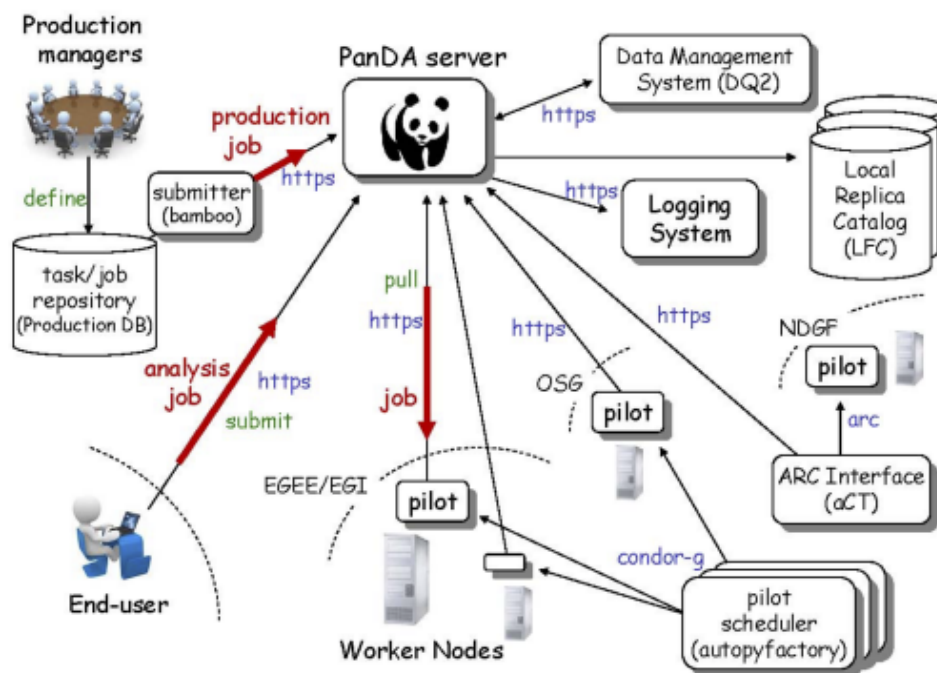 Production
managers
PanDA server
Data Management
System (DQ2)
https
production
job
https
submitter
(bamboo)
define
task/job
repository
(Production DB)
https
Logging
System
Local
Replica
Catalog
(LFC)
pull
https
https
https
NDGF
pilot
analysis
job
https
submit
job
OSG
pilot
arc
EGEE/EGI
pilot
ARC Interface
(aCT)
condor-g
End-user
Worker Nodes
pilot
scheduler
(autopyfactory)